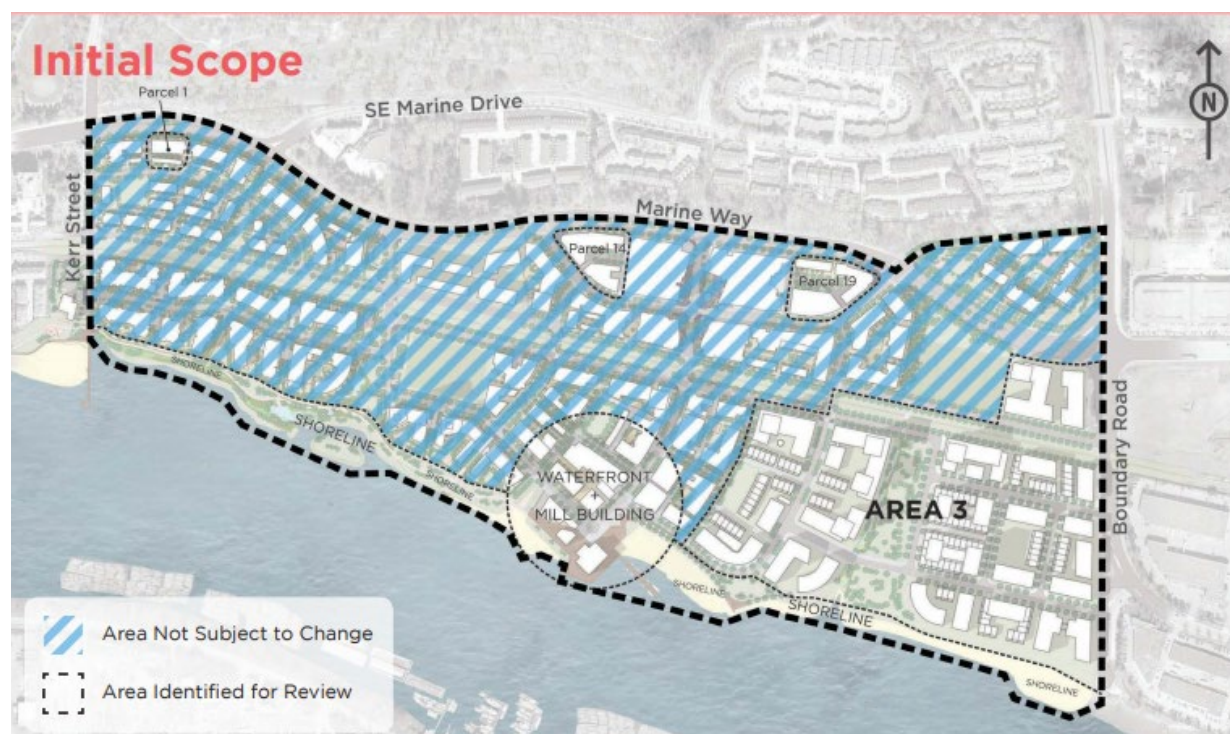 Initial Scope
Parcel 1
SE Marine Drive
N
Kerr Street
Marine Way
Parcel 14
Parcel 19
SHORELINE
SHORELINE
SHORELINE
WATERFRONT
+
MILL BUILDING
AREA 3
Boundary Road
SHORELINE
SHORELINE
SHORELINE
Area Not Subject to Change
Area Identified for Review